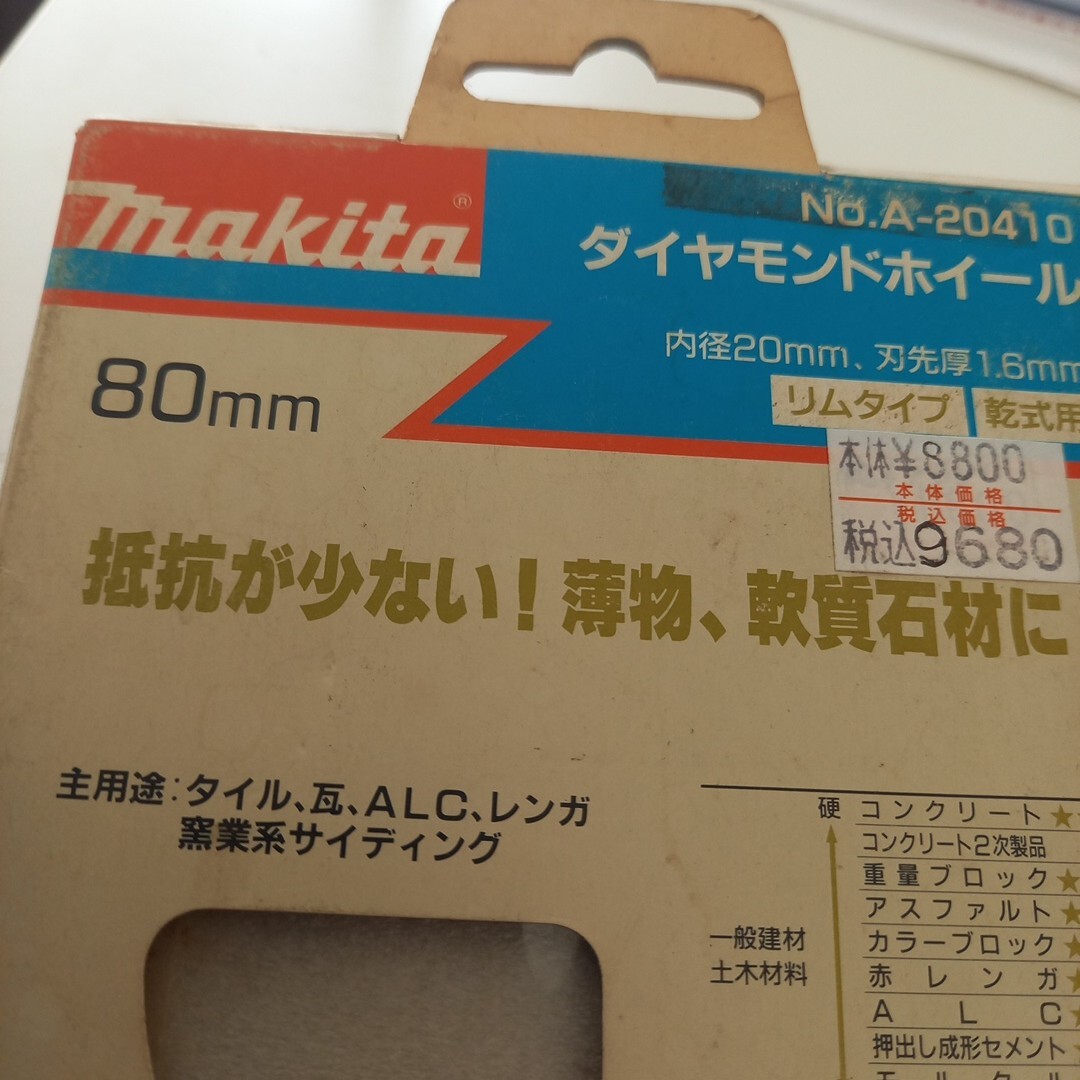 makita®
No.A-20410
ダイヤモンドホイール
内径20mm、刃先厚1.6mm
リムタイプ 乾式用
80mm
本体¥8800
本体価格
税込価格
税込9680
抵抗が少ない!薄物、軟質石材に
主用途:タイル、瓦、ALC、レンガ
窯業系サイディング
硬 コンクリート★
コンクリート2次製品
重量ブロック★
アスファルト★
一般建材
土木材料
カラーブロック★
赤レンガ★
ALC★
押出し成形セメント